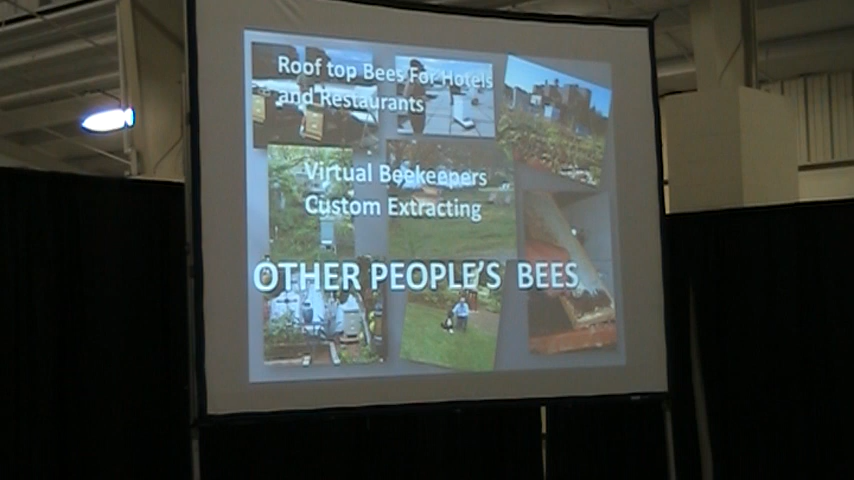 Roof top Bees For Hotels
and Restaurants
Virtual Beekeepers
Custom Extracting
OTHER PEOPLE'S BEES